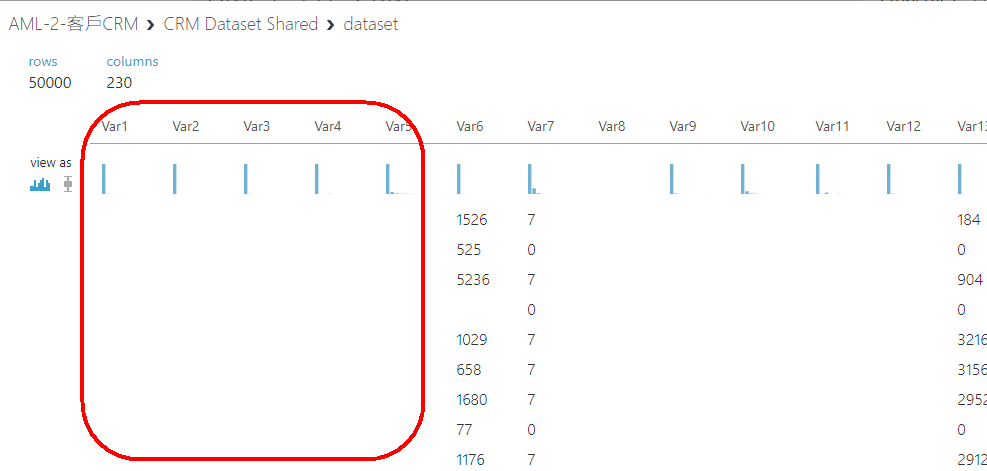 AML-2-客戶CRM › CRM Dataset Shared › dataset
rows columns
50000 230
Var1 Var2 Var3 Var4 Var5 Var6 Var7 Var8 Var9 Var10 Var11 Var12 Var13
view as
1526 7 184
525 0 0
5236 7 904
0 0
1029 7 3216
658 7 3156
1680 7 2952
77 0 0
1176 7 2912